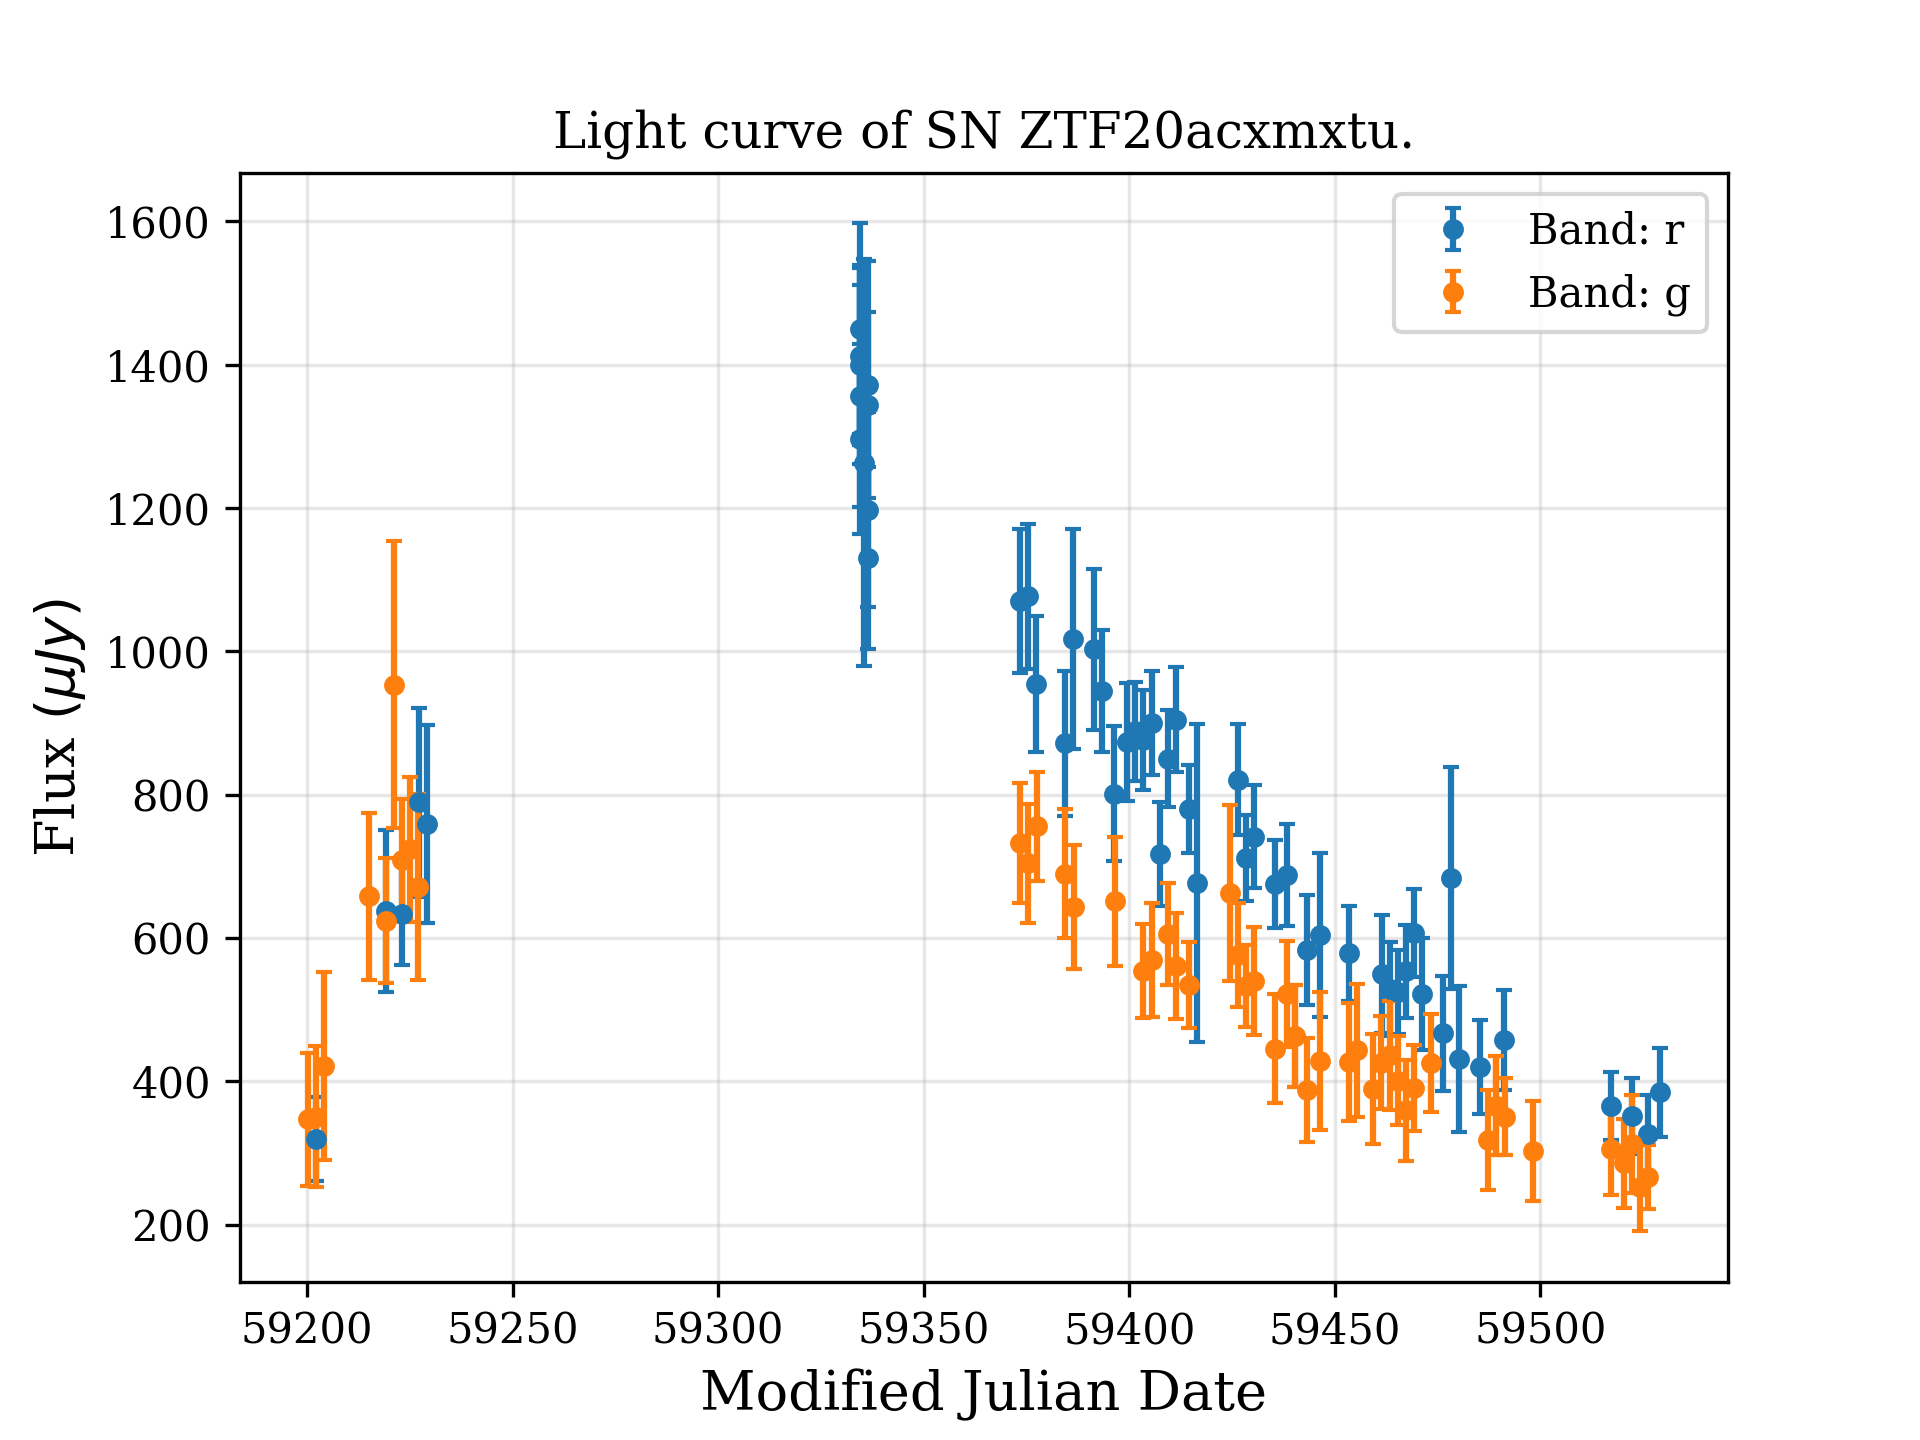 Light curve of SN ZTF20acxmxtu.
Band: r
Band: g
1600
1400
1200
1000
800
600
400
200
Flux (μJy)
59200 59250 59300 59350 59400 59450 59500
Modified Julian Date